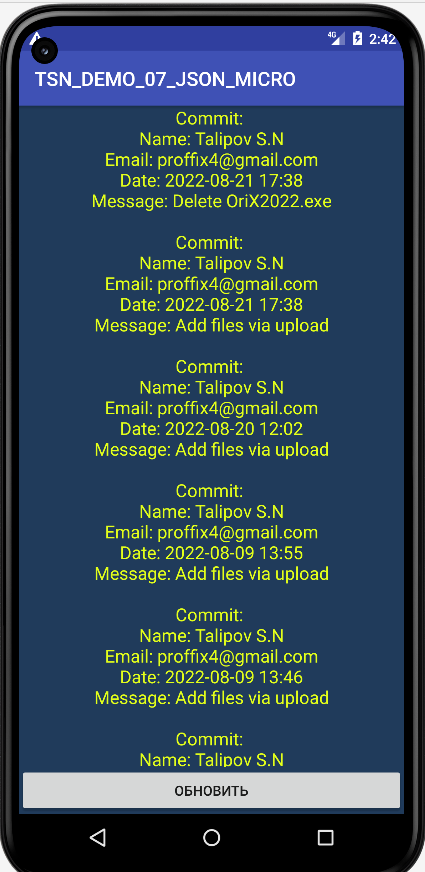 4G 2:42
TSN_DEMO_07_JSON_MICRO
Commit:
Name: Talipov S.N
Email: proffix4@gmail.com
Date: 2022-08-21 17:38
Message: Delete OriX2022.exe
Commit:
Name: Talipov S.N
Email: proffix4@gmail.com
Date: 2022-08-21 17:38
Message: Add files via upload
Commit:
Name: Talipov S.N
Email: proffix4@gmail.com
Date: 2022-08-20 12:02
Message: Add files via upload
Commit:
Name: Talipov S.N
Email: proffix4@gmail.com
Date: 2022-08-09 13:55
Message: Add files via upload
Commit:
Name: Talipov S.N
Email: proffix4@gmail.com
Date: 2022-08-09 13:46
Message: Add files via upload
Commit:
Name: Talipov S.N
ОБНОВИТЬ